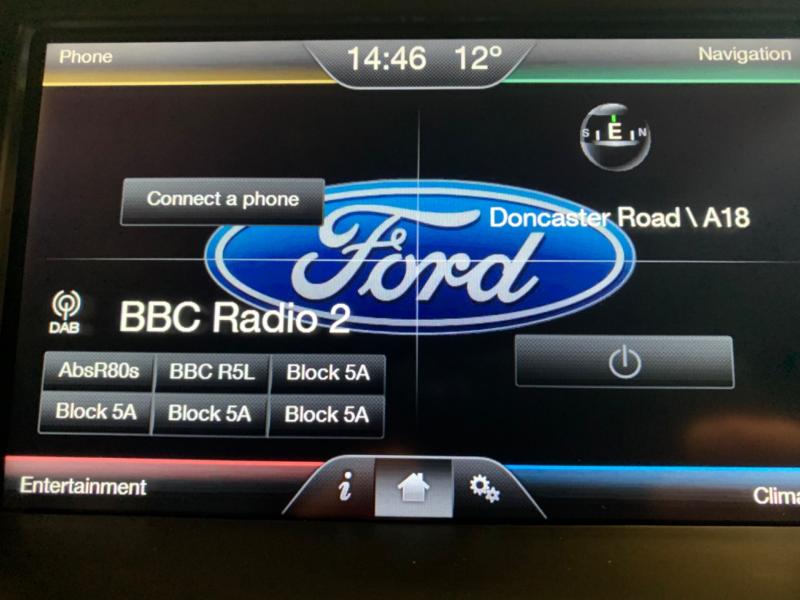 Phone
14:46 12°
Navigation
S E N
Connect a phone
Doncaster Road \ A18
Ford
DAB
BBC Radio 2
AbsR80s BBC R5L Block 5A
Block 5A Block 5A Block 5A
Entertainment
i
Clima